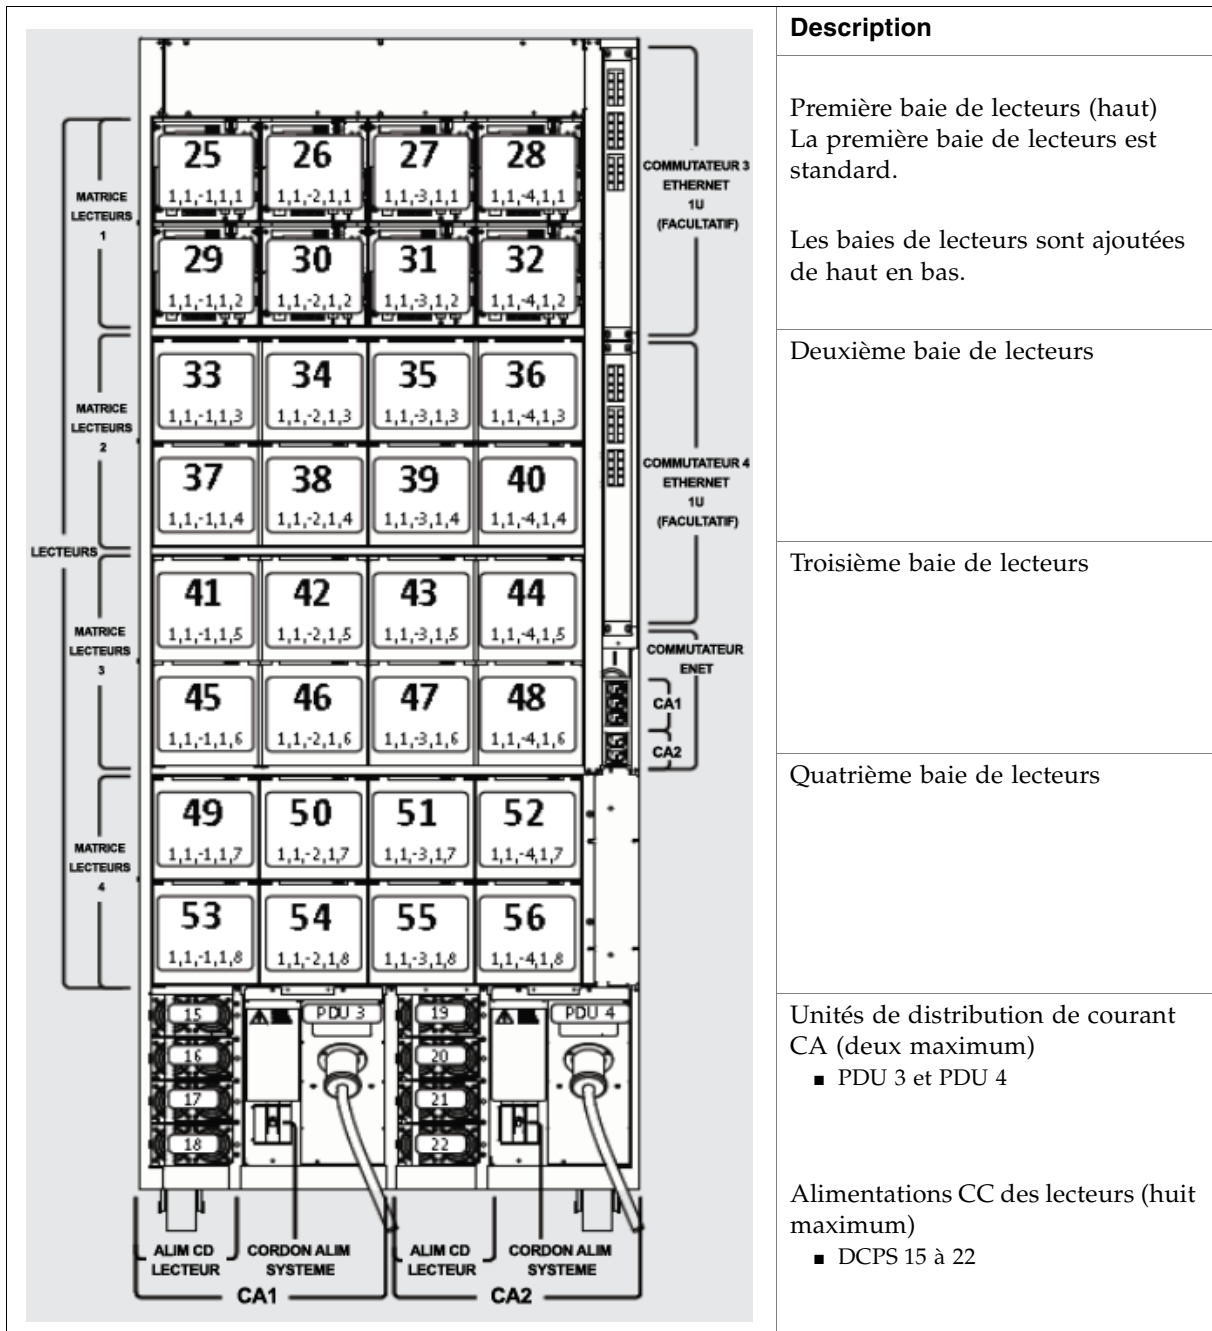 Description
Première baie de lecteurs (haut)
La première baie de lecteurs est
standard.
Les baies de lecteurs sont ajoutées
de haut en bas.
Deuxième baie de lecteurs
Troisième baie de lecteurs
Quatrième baie de lecteurs
Unités de distribution de courant
CA (deux maximum)
■ PDU 3 et PDU 4
Alimentations CC des lecteurs (huit
maximum)
■ DCPS 15 à 22
LECTEURS
MATRICE
LECTEURS
1
25 26 27 28
1,1,-1,1,1 1,1,-2,1,1 1,1,-3,1,1 1,1,-4,1,1
29 30 31 32
1,1,-1,1,2 1,1,-2,1,2 1,1,-3,1,2 1,1,-4,1,2
MATRICE
LECTEURS
2
33 34 35 36
1,1,-1,1,3 1,1,-2,1,3 1,1,-3,1,3 1,1,-4,1,3
37 38 39 40
1,1,-1,1,4 1,1,-2,1,4 1,1,-3,1,4 1,1,-4,1,4
MATRICE
LECTEURS
3
41 42 43 44
1,1,-1,1,5 1,1,-2,1,5 1,1,-3,1,5 1,1,-4,1,5
45 46 47 48
1,1,-1,1,6 1,1,-2,1,6 1,1,-3,1,6 1,1,-4,1,6
MATRICE
LECTEURS
4
49 50 51 52
1,1,-1,1,7 1,1,-2,1,7 1,1,-3,1,7 1,1,-4,1,7
53 54 55 56
1,1,-1,1,8 1,1,-2,1,8 1,1,-3,1,8 1,1,-4,1,8
COMMUTATEUR 3
ETHERNET
1U
(FACULTATIF)
COMMUTATEUR 4
ETHERNET
1U
(FACULTATIF)
COMMUTATEUR
ENET
CA1
CA2
15 PDU 3 19 PDU 4
16 20
17 21
18 22
ALIM CD
LECTEUR
CORDON ALIM
SYSTEME
ALIM CD
LECTEUR
CORDON ALIM
SYSTEME
CA1 CA2